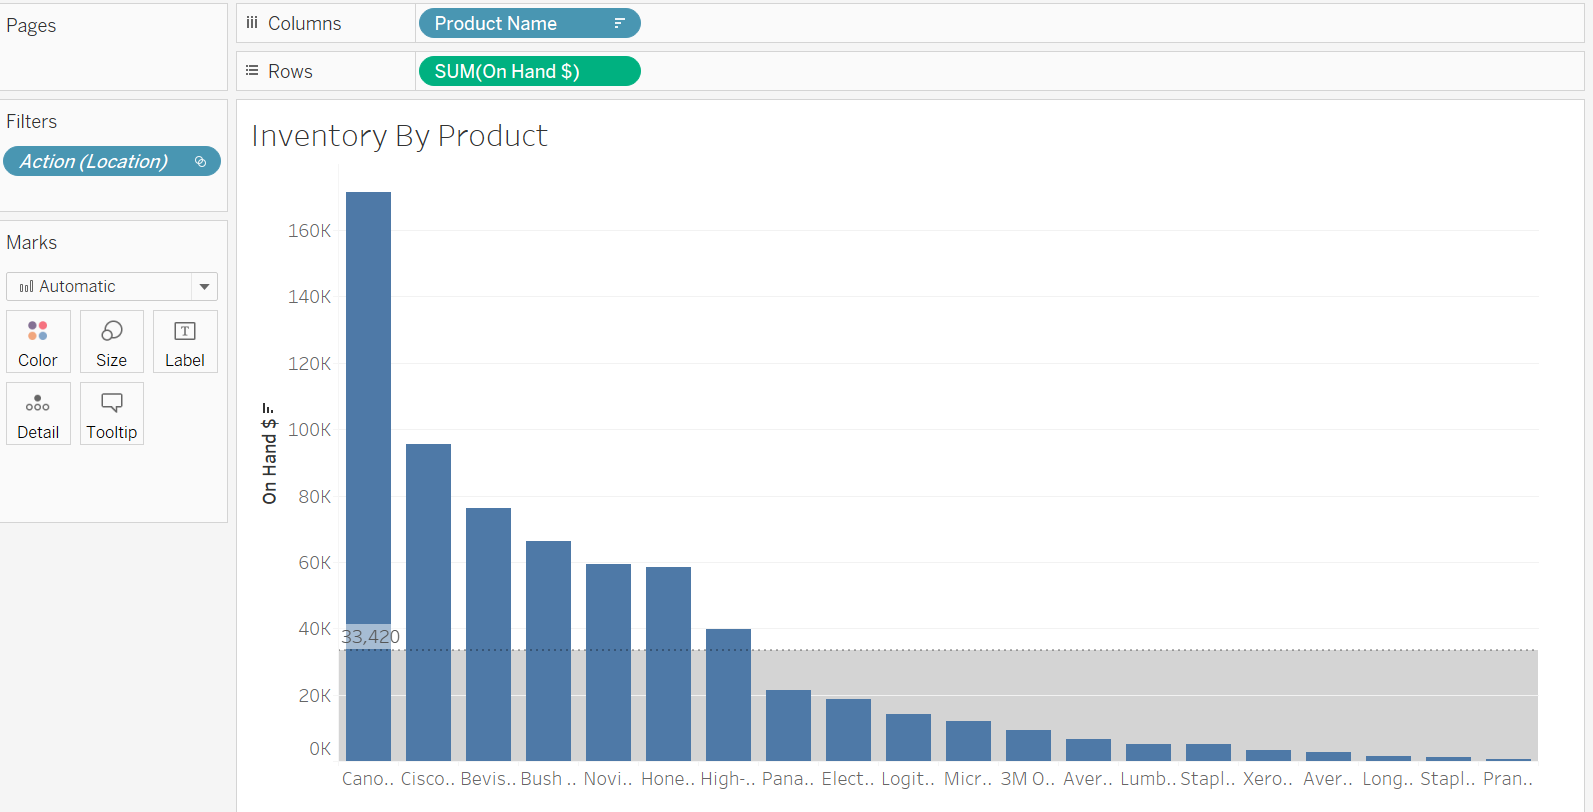 Pages
Columns
Product Name
Rows
SUM(On Hand $)
Filters
Action (Location)
Marks
Automatic
Color
Size
T
Label
Detail
Tooltip
Inventory By Product
On Hand $
160K
140K
120K
100K
80K
60K
40K
20K
0K
33,420
Cano.. Cisco.. Bevis.. Bush .. Novi.. Hone.. High-.. Pana.. Elect.. Logit.. Micr.. 3M O.. Aver.. Lumb.. Stapl.. Xero.. Aver.. Long.. Stapl.. Pran..